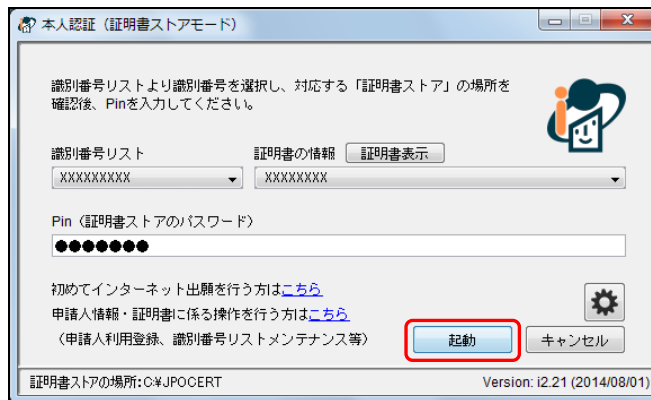 本人認証（証明書ストアモード）
識別番号リストより識別番号を選択し、対応する「証明書ストア」の場所を
確認後、Pinを入力してください。
識別番号リスト
証明書の情報 証明書表示
XXXXXXXXX
XXXXXXXX
Pin（証明書ストアのパスワード）
●●●●●●●
初めてインターネット出願を行う方はこちら
申請人情報・証明書に係る操作を行う方はこちら
（申請人利用登録、識別番号リストメンテナンス等）
起動 キャンセル
証明書ストアの場所:C:¥JPOCERT Version: i2.21 (2014/08/01)